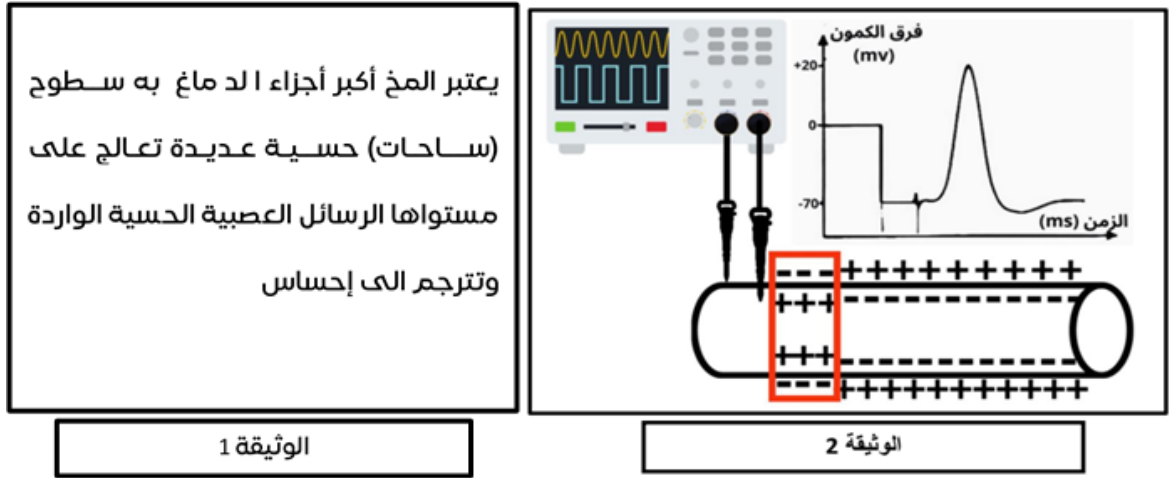 يعتبر المخ أكبر أجزاء ا لد ماغ به سطوح
(ساحات) حسية عديدة تعالج على
مستواها الرسائل العصبية الحسية الواردة
وتترجم الى إحساس
الوثيقة 1
فرق الكمون
(mv)
+20
0
-70
الزمن (ms)
--- ++++++++++
+++ ---------------
+++ ---------------
--- +++++++++++
الوثيقة 2